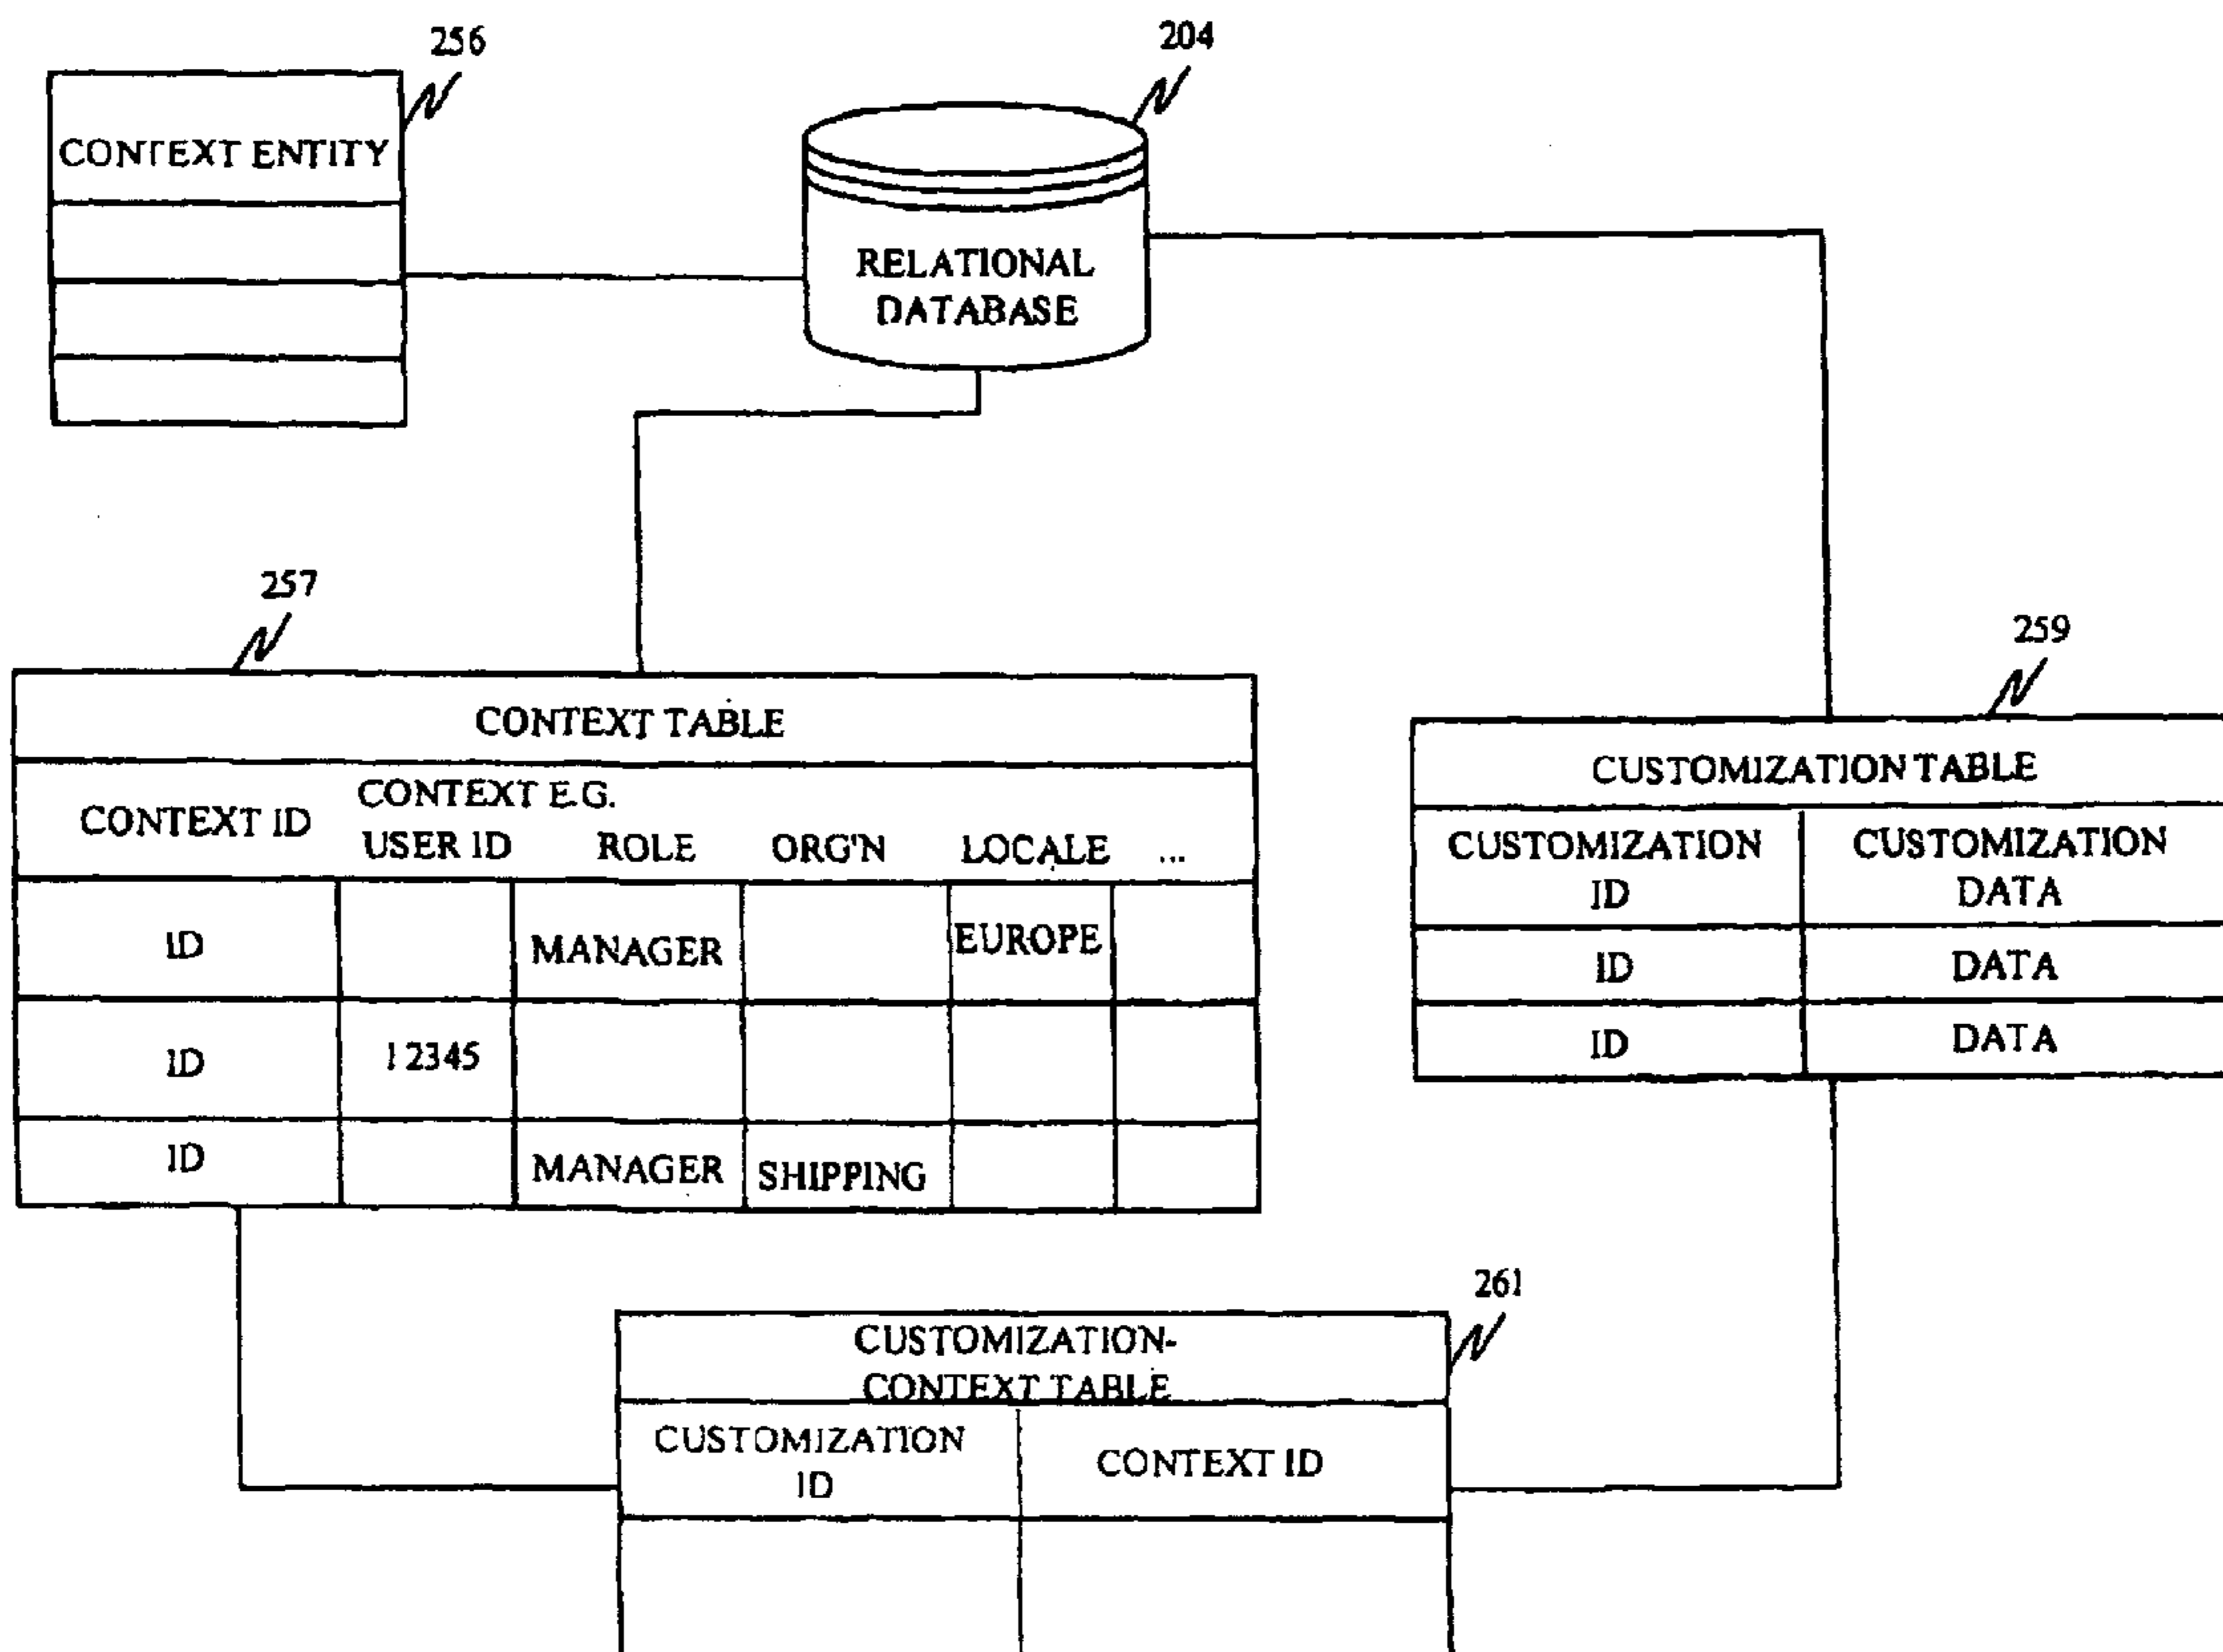 256
204
CONTEXT ENTITY
RELATIONAL
DATABASE
257
259
CONTEXT TABLE
CONTEXT ID
CONTEXT E.G.
USER ID ROLE ORG'N LOCALE ...
ID MANAGER EUROPE
ID 12345
ID MANAGER SHIPPING
CUSTOMIZATION TABLE
CUSTOMIZATION
ID
CUSTOMIZATION
DATA
ID DATA
ID DATA
261
CUSTOMIZATION-
CONTEXT TABLE
CUSTOMIZATION
ID
CONTEXT ID